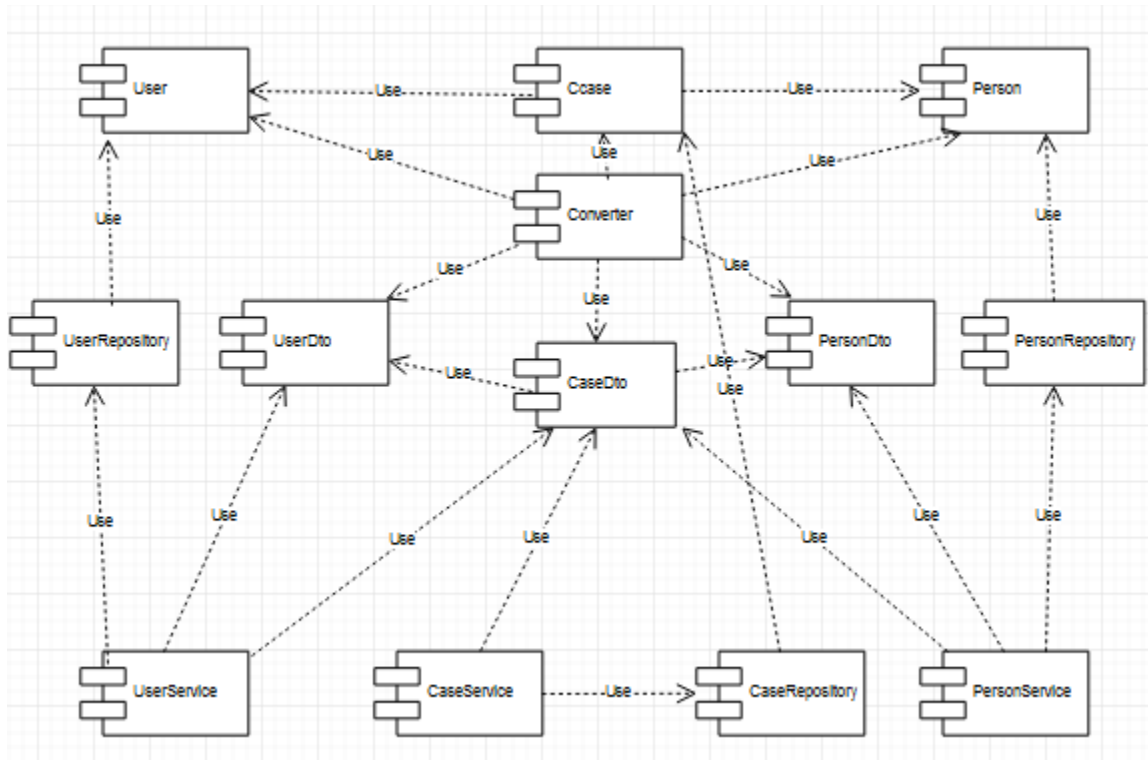 User
Use
Ccase
Use
Person
Use
Use
Use
Converter
Use
Use
Use
Use
Use
UserRepository
UserDto
PersonDto
PersonRepository
Use
CaseDto
Use
Use
Use
Use
Use
Use
Use
Use
Use
UserService
CaseService
Use
CaseRepository
PersonService